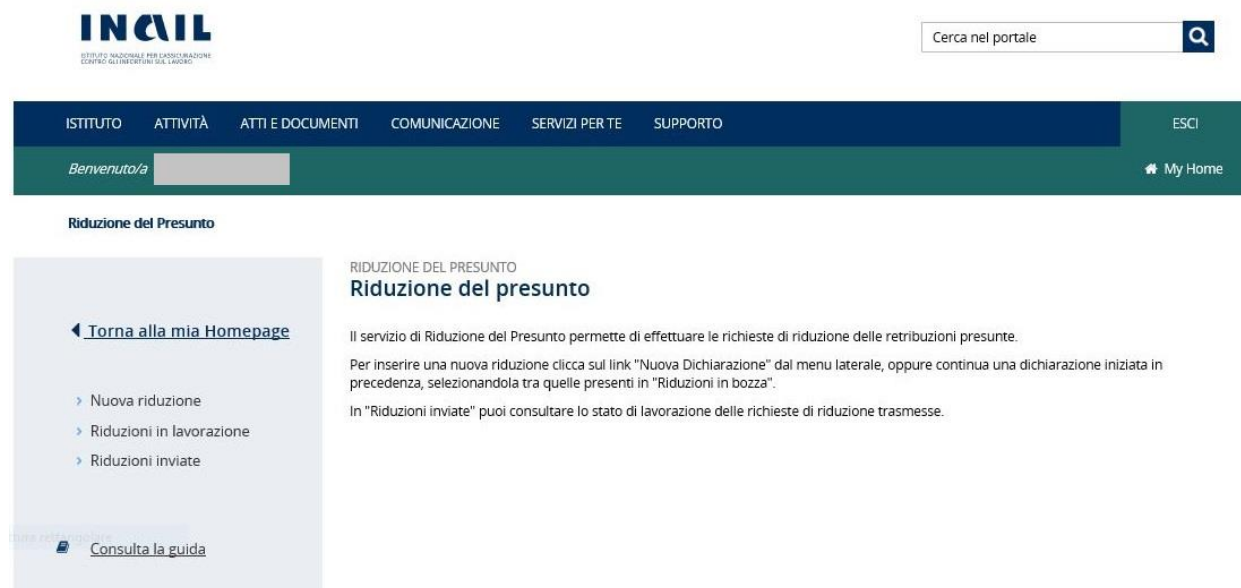 INAIL
ISTITUTO NAZIONALE PER L'ASSICURAZIONE
CONTRO GLI INFORTUNI SUL LAVORO
Cerca nel portale
ISTITUTO ATTIVITÀ ATTI E DOCUMENTI COMUNICAZIONE SERVIZI PER TE SUPPORTO ESCI
Benvenuto/a My Home
Riduzione del Presunto
RIDUZIONE DEL PRESUNTO
Riduzione del presunto
Torna alla mia Homepage
Il servizio di Riduzione del Presunto permette di effettuare le richieste di riduzione delle retribuzioni presunte.
Per inserire una nuova riduzione clicca sul link "Nuova Dichiarazione" dal menu laterale, oppure continua una dichiarazione iniziata in
precedenza, selezionandola tra quelle presenti in "Riduzioni in bozza".
In "Riduzioni inviate" puoi consultare lo stato di lavorazione delle richieste di riduzione trasmesse.
Nuova riduzione
Riduzioni in lavorazione
Riduzioni inviate
Consulta la guida